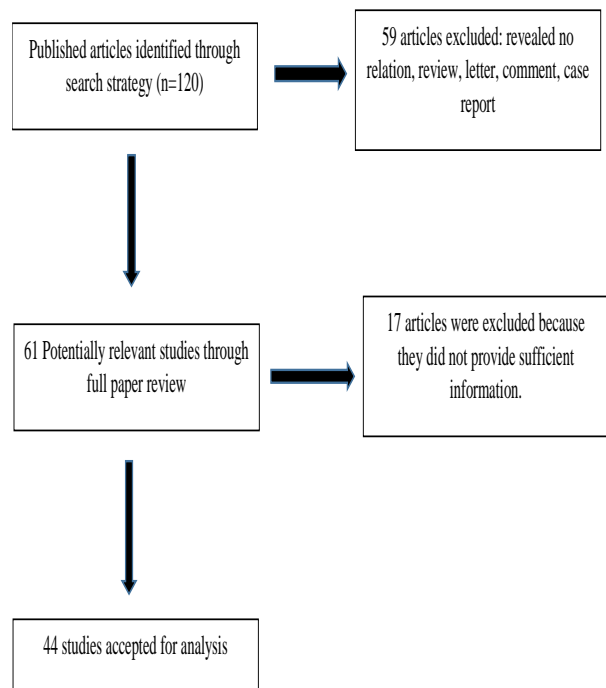 Published articles identified through
search strategy (n=120)
59 articles excluded: revealed no
relation, review, letter, comment, case
report
61 Potentially relevant studies through
full paper review
17 articles were excluded because
they did not provide sufficient
information.
44 studies accepted for analysis